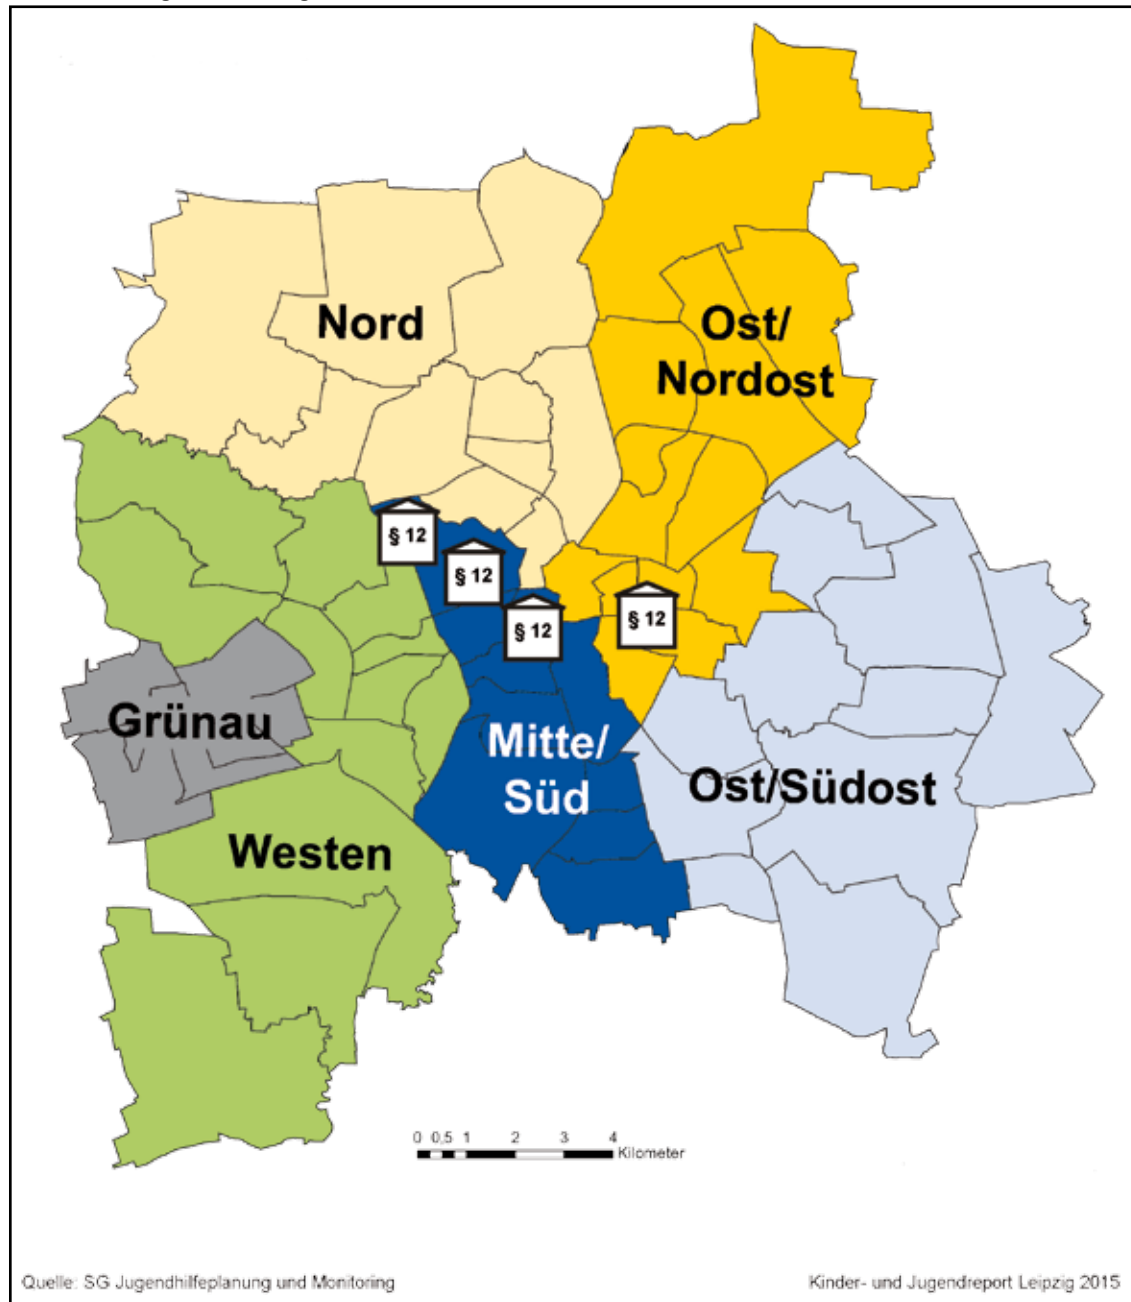 Nord
Ost/
Nordost
§ 12
§ 12
§ 12
§ 12
Grünau
Mitte/
Süd
Ost/Südost
Westen
0 0,5 1 2 3 4
Kilometer
Quelle: SG Jugendhilfeplanung und Monitoring
Kinder- und Jugendreport Leipzig 2015